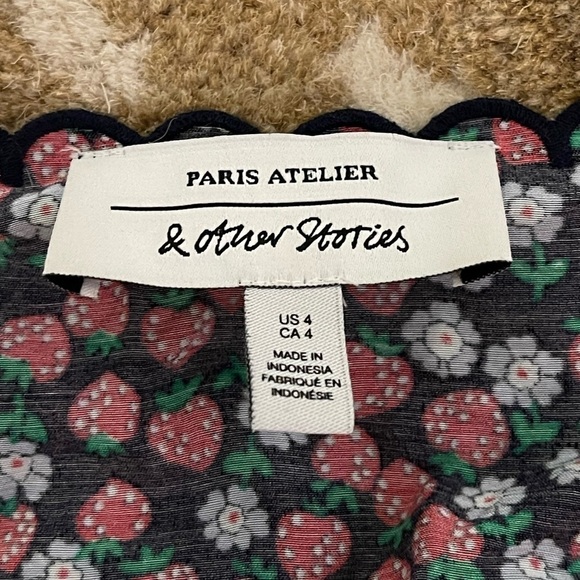 PARIS ATELIER
& Other Stories
US 4
CA 4
MADE IN
INDONESIA
FABRIQUÉ EN
INDONÉSIE